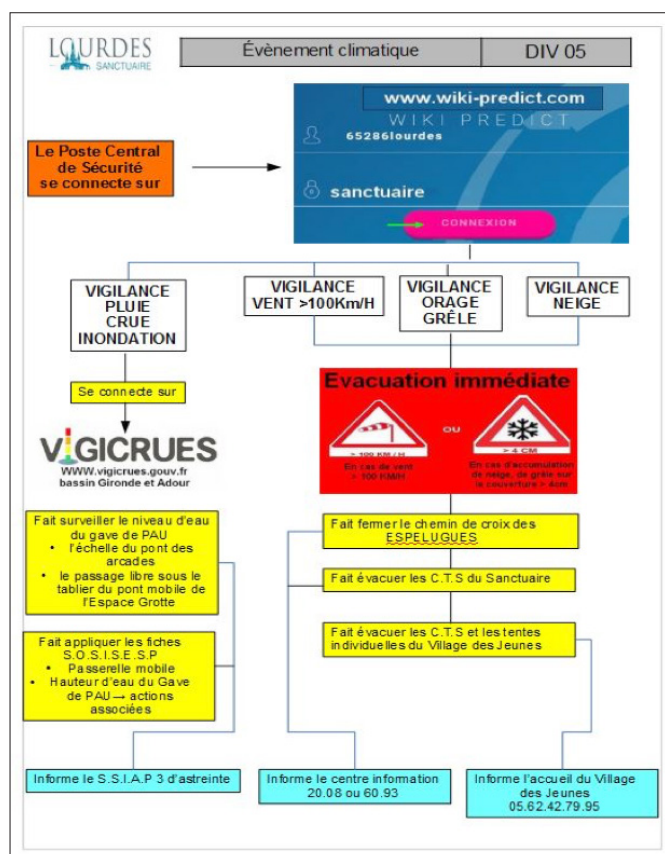 LOURDES
SANCTUAIRE
Évènement climatique
DIV 05
www.wiki-predict.com
WIKI PREDICT
65286lourdes
sanctuaire
CONNEXION
Le Poste Central
de Sécurité
se connecte sur
VIGILANCE
PLUIE
CRUE
INONDATION
VIGILANCE
VENT >100Km/H
VIGILANCE
ORAGE
GRÊLE
VIGILANCE
NEIGE
Se connecte sur
VIGICRUES
WWW.vigicrues.gouv.fr
bassin Gironde et Adour
Evacuation immédiate
> 100 KM / H
En cas de vent
> 100 KM/H
OU
> 4 CM
En cas d'accumulation
de neige, de grêle sur
la couverture > 4cm
Fait surveiller le niveau d'eau
du gave de PAU
• l'échelle du pont des
arcades
• le passage libre sous le
tablier du pont mobile de
l'Espace Grotte
Fait appliquer les fiches
S.O.S.I.S.E.S.P
• Passerelle mobile
• Hauteur d'eau du Gave
de PAU → actions
associées
Fait fermer le chemin de croix des
ESPELUGUES
Fait évacuer les C.T.S du Sanctuaire
Fait évacuer les C.T.S et les tentes
individuelles du Village des Jeunes
Informe le S.S.I.A.P 3 d'astreinte
Informe le centre information
20.08 ou 60.93
Informe l'accueil du Village
des Jeunes
05.62.42.79.95